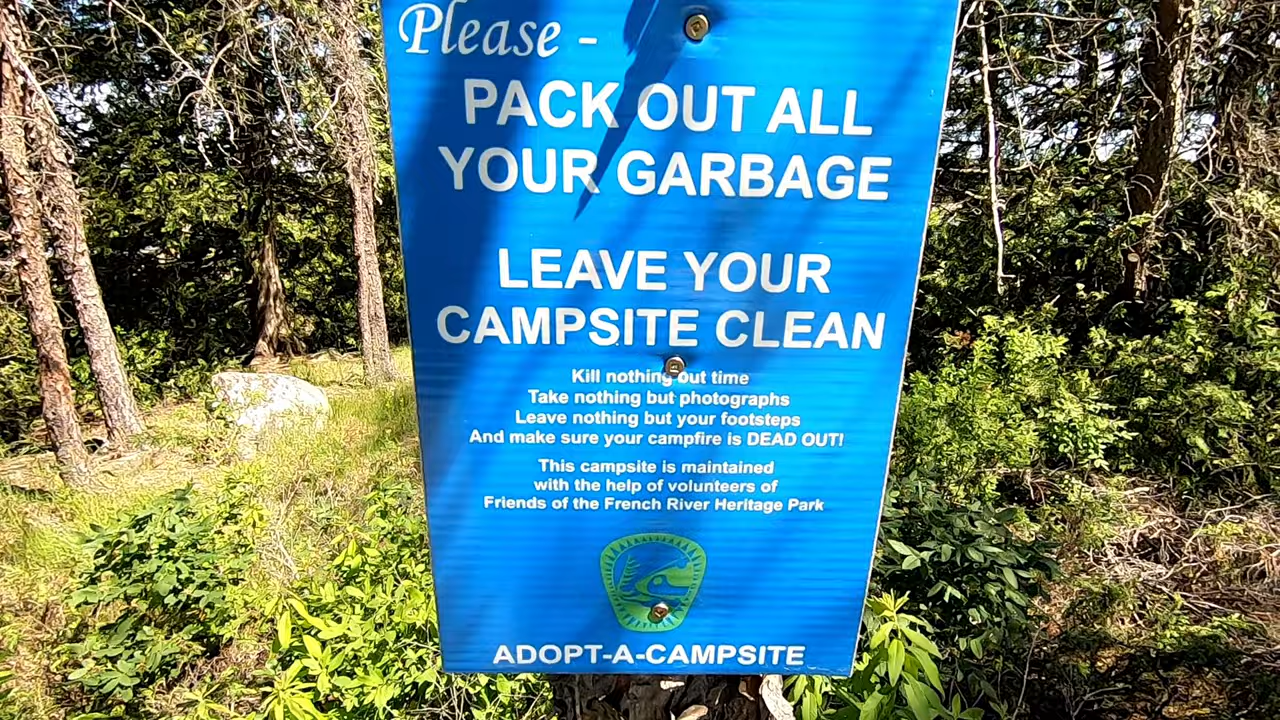 Please -
PACK OUT ALL
YOUR GARBAGE
LEAVE YOUR
CAMPSITE CLEAN
Kill nothing out time
Take nothing but photographs
Leave nothing but your footsteps
And make sure your campfire is DEAD OUT!
This campsite is maintained
with the help of volunteers of
Friends of the French River Heritage Park
ADOPT-A-CAMPSITE